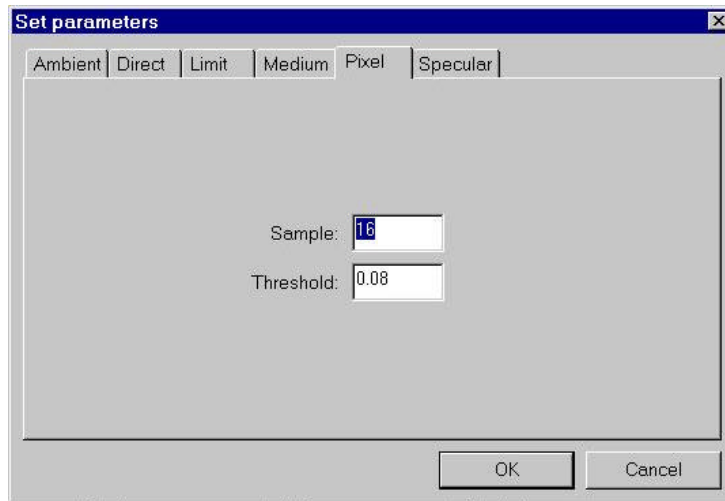 Set parameters
Ambient Direct Limit Medium Pixel Specular
Sample: 16
Threshold: 0.08
OK Cancel